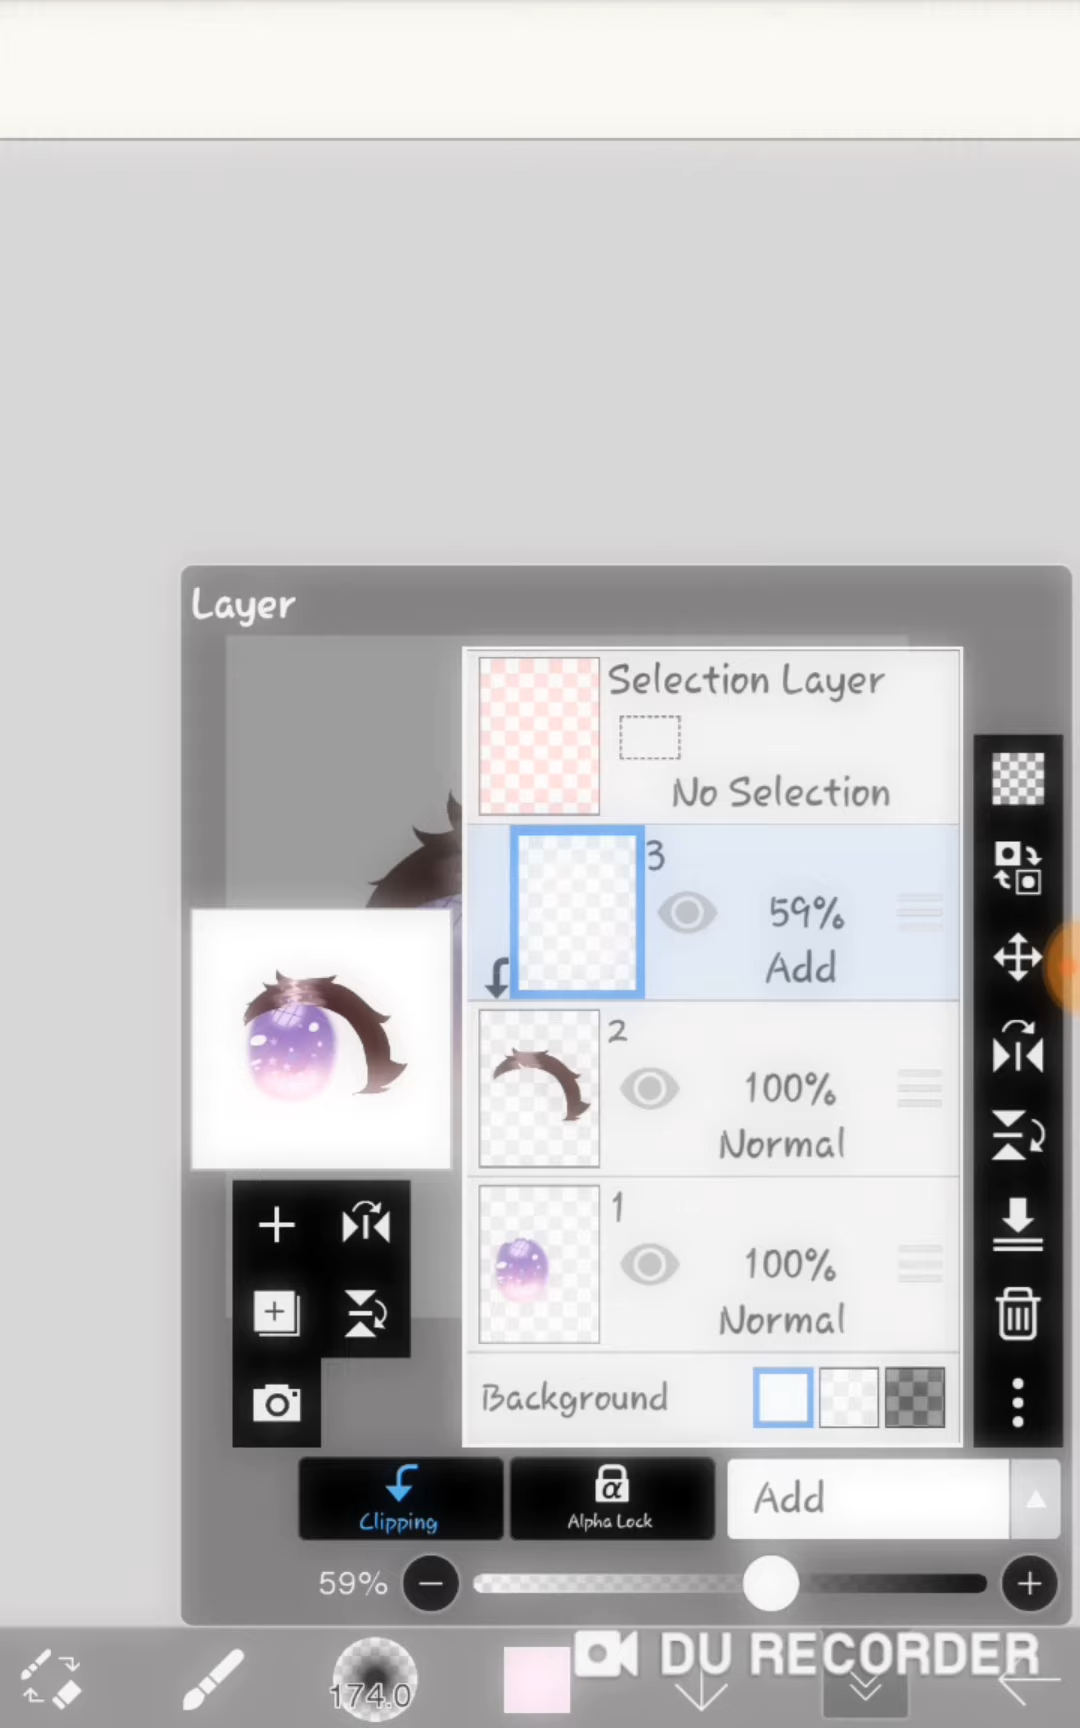 Layer
Selection Layer
No Selection
3
59%
Add
2
100%
Normal
1
100%
Normal
Background
Clipping
α
Alpha Lock
Add
59%
174.0
DU RECORDER